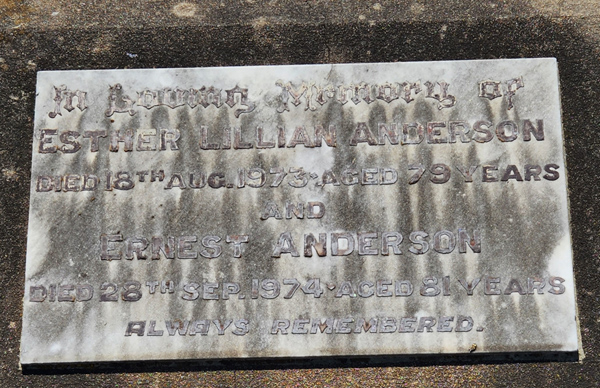 In Loving Memory of
ESTHER LILLIAN ANDERSON
DIED 18TH AUG. 1973 · AGED 79 YEARS
AND
ERNEST ANDERSON
DIED 28TH SEP. 1974 · AGED 81 YEARS
ALWAYS REMEMBERED.